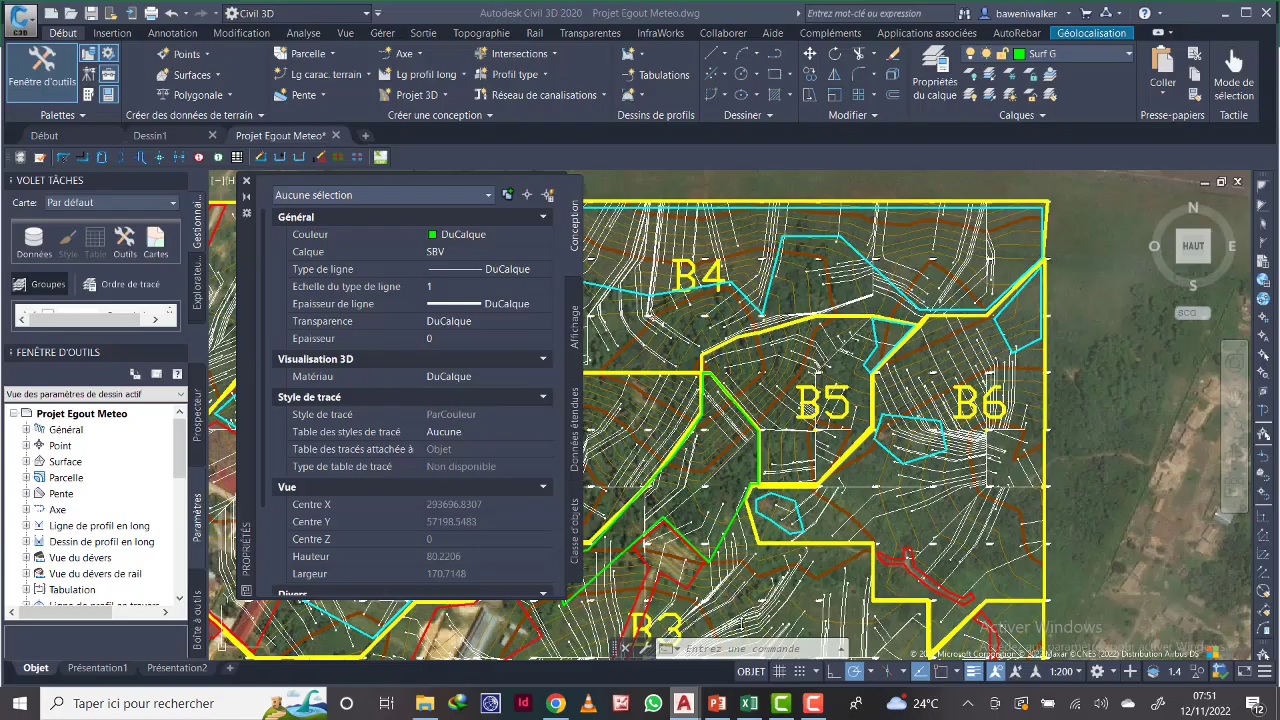 Civil 3D
Autodesk Civil 3D 2020 Projet Egout Meteo.dwg
Entrez mot-clé ou expression
baweniwalker
C3D
Début Insertion Annotation Modification Analyse Vue Gérer Sortie Topographie Rail Transparentes InfraWorks Collaborer Aide Compléments Applications associées AutoRebar Géolocalisation
Fenêtre d'outils
Points
Surfaces
Polygonale
Parcelle
Lg carac. terrain
Pente
Axe
Lg profil long
Projet 3D
Intersections
Profil type
Réseau de canalisations
Tabulations
Propriétés du calque
Surf G
Coller
Mode de sélection
Palettes Créer des données de terrain Créer une conception Dessins de profils Dessiner Modifier Calques Presse-papiers Tactile
Début Dessin1 Projet Egout Meteo*
VOLET TÂCHES
Carte: Par défaut
Données Style Table Outils Cartes
Groupes Ordre de tracé
Gestionnai...
Explorateu...
FENÊTRE D'OUTILS
Vue des paramètres de dessin actif
Projet Egout Meteo
Général
Point
Surface
Parcelle
Pente
Axe
Ligne de profil en long
Dessin de profil en long
Vue du dévers
Vue du dévers de rail
Tabulation
Prospecteur
Paramètres
Boîte à outils
Aucune sélection
Général
Couleur DuCalque
Calque SBV
Type de ligne DuCalque
Echelle du type de ligne 1
Epaisseur de ligne DuCalque
Transparence DuCalque
Epaisseur 0
Visualisation 3D
Matériau DuCalque
Style de tracé
Style de tracé ParCouleur
Table des styles de tracé Aucune
Table des tracés attachée à Objet
Type de table de tracé Non disponible
Vue
Centre X 293696.8307
Centre Y 57198.5483
Centre Z 0
Hauteur 80.2206
Largeur 170.7148
Divers
PROPRIÉTÉS
Conception
Affichage
Données étendues
Classe d'objets
B4
B5
B6
B3
N
O HAUT E
S
Entrez une commande
Activer Windows
Objet Présentation1 Présentation2
OBJET
1:200
1:4
Taper ici pour rechercher
24°C
07:51
12/11/2022